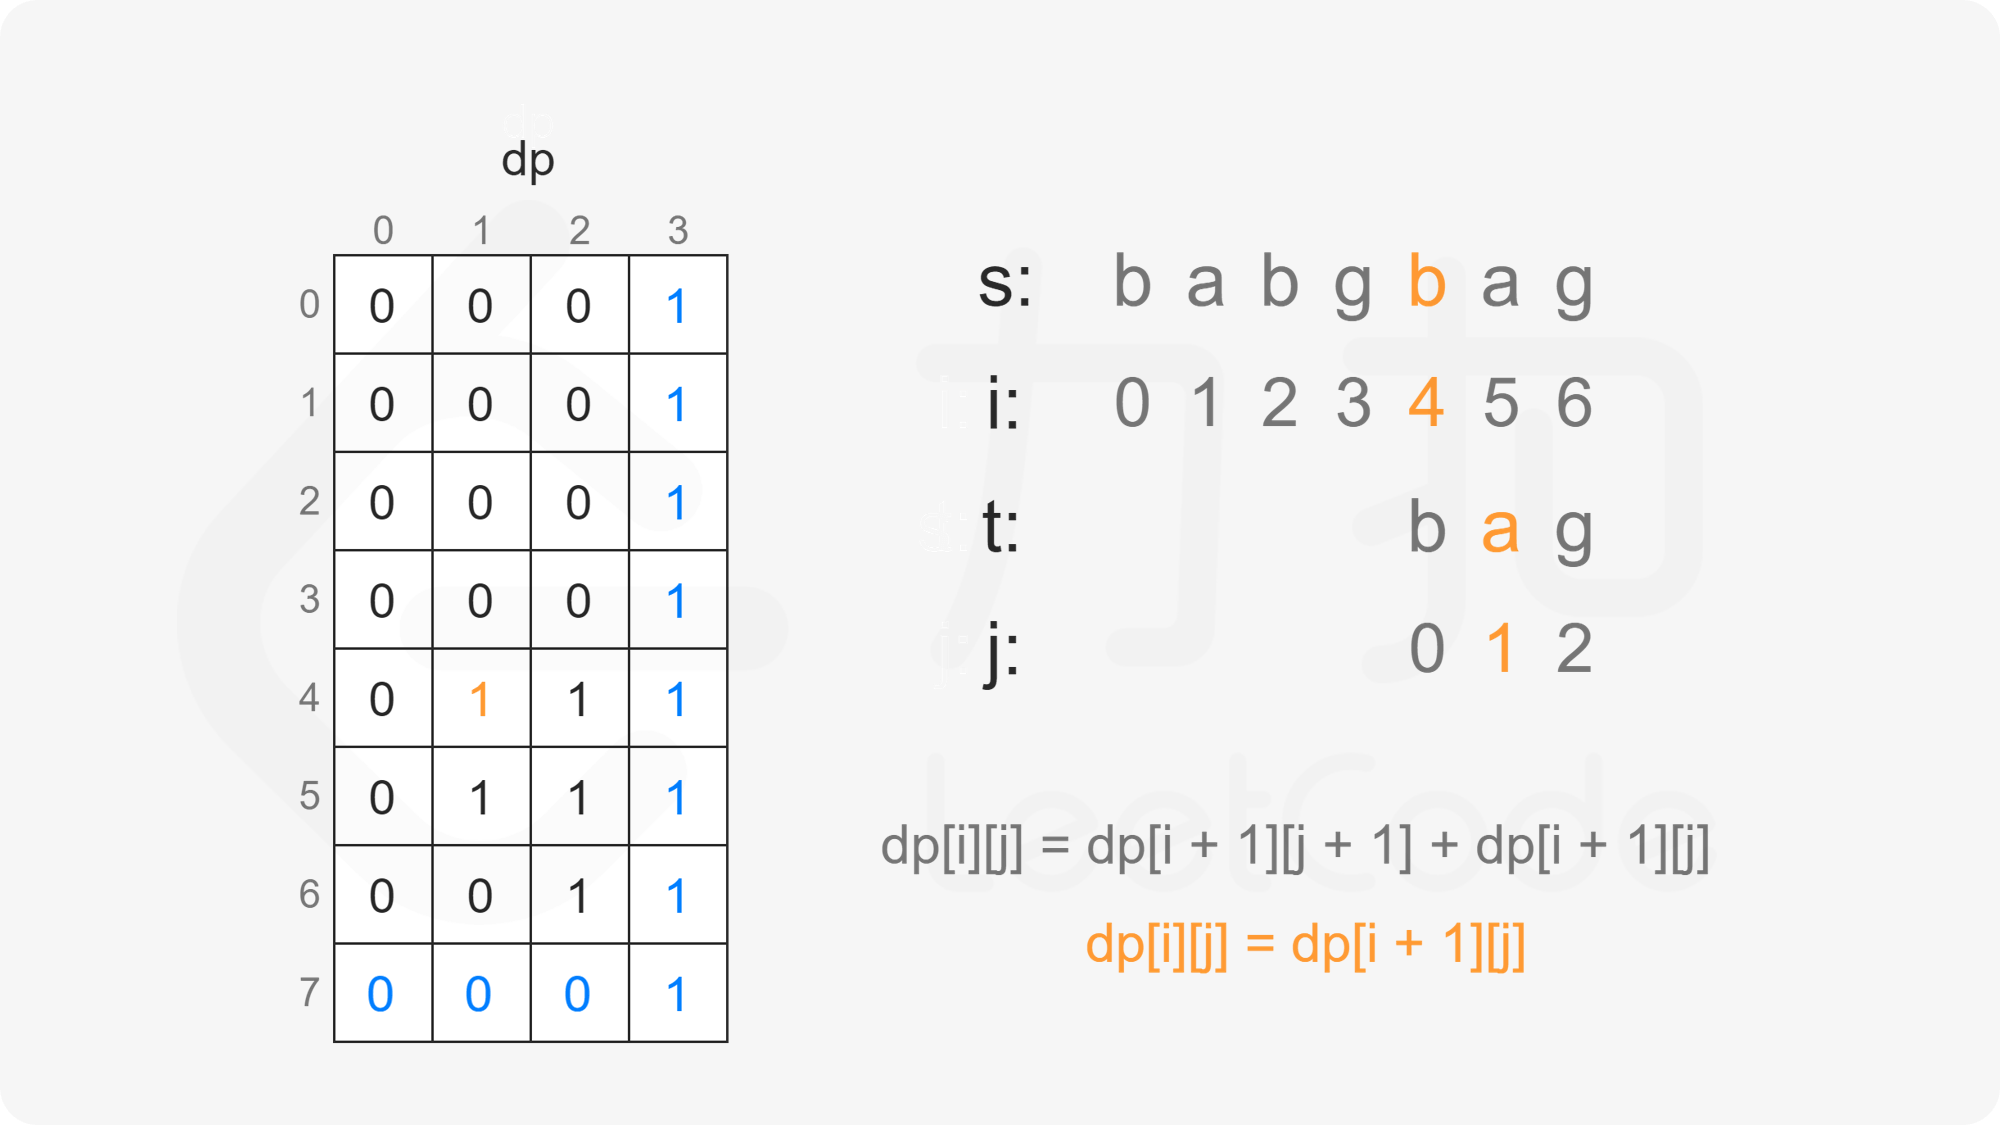 dp
0 1 2 3
0 0 0 0 1
1 0 0 0 1
2 0 0 0 1
3 0 0 0 1
4 0 1 1 1
5 0 1 1 1
6 0 0 1 1
7 0 0 0 1
s: b a b g b a g
i: 0 1 2 3 4 5 6
t: b a g
j: 0 1 2
dp[i][j] = dp[i + 1][j + 1] + dp[i + 1][j]
dp[i][j] = dp[i + 1][j]
力扣
LeetCode